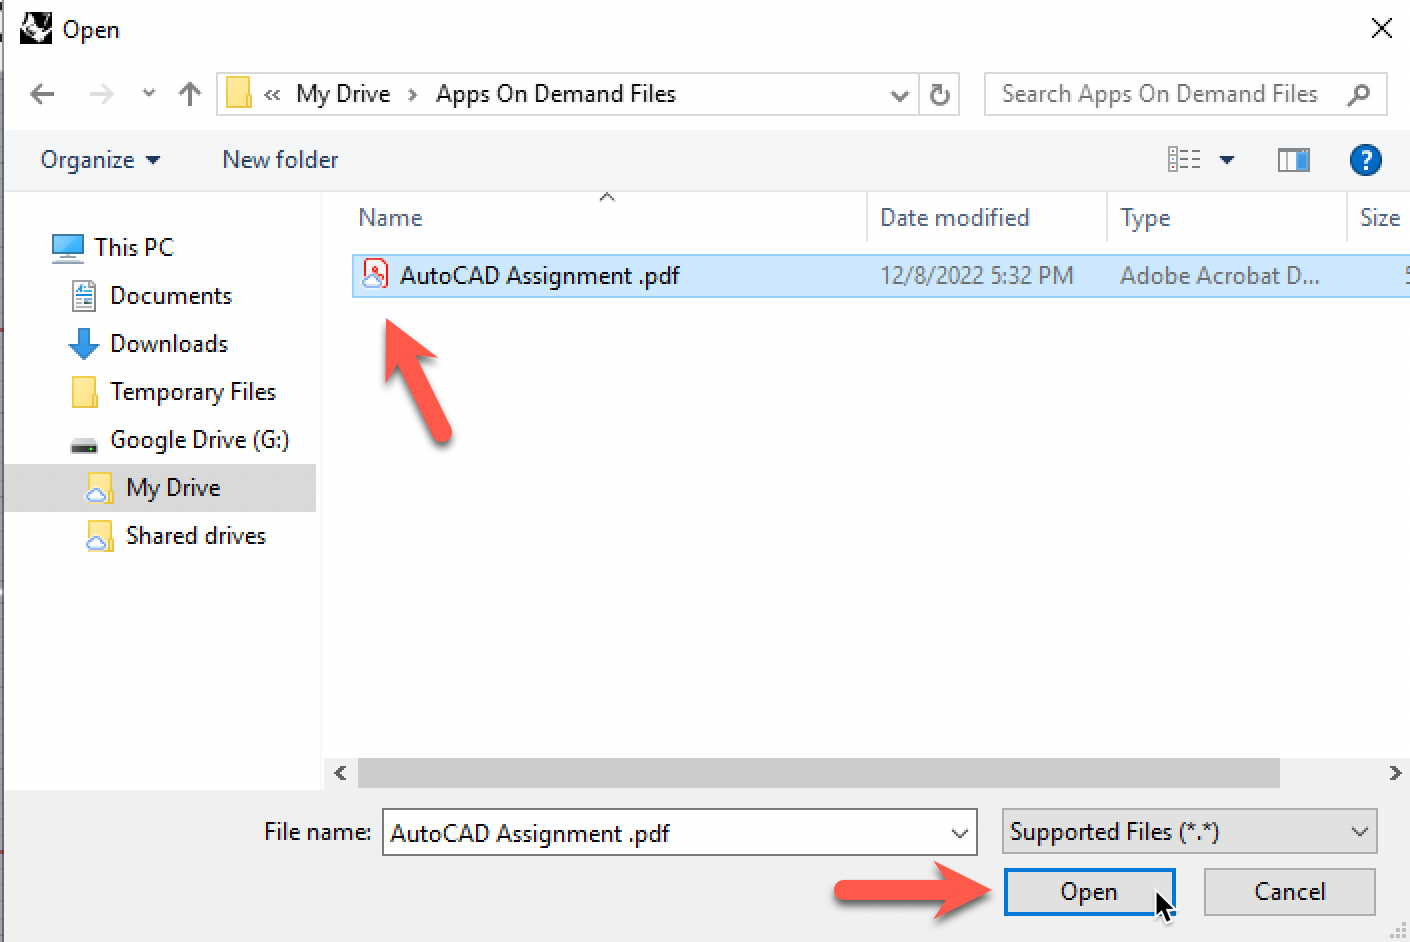 Open
« My Drive > Apps On Demand Files
Search Apps On Demand Files
Organize
New folder
?
Name
Date modified
Type
Size
This PC
Documents
Downloads
Temporary Files
Google Drive (G:)
My Drive
Shared drives
AutoCAD Assignment .pdf
12/8/2022 5:32 PM
Adobe Acrobat D...
File name:
AutoCAD Assignment .pdf
Supported Files (*.*)
Open
Cancel